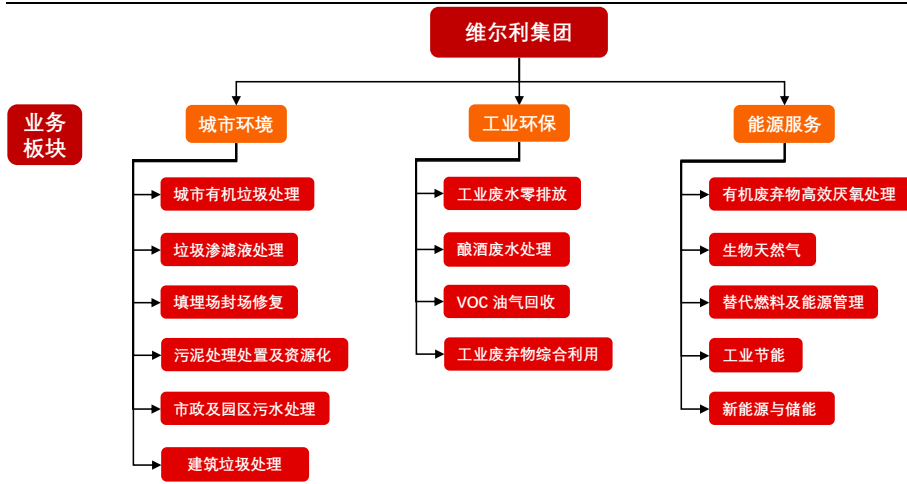 维尔利集团
业务
板块
城市环境
工业环保
能源服务
城市有机垃圾处理
垃圾渗滤液处理
填埋场封场修复
污泥处理处置及资源化
市政及园区污水处理
建筑垃圾处理
工业废水零排放
酿酒废水处理
VOC 油气回收
工业废弃物综合利用
有机废弃物高效厌氧处理
生物天然气
替代燃料及能源管理
工业节能
新能源与储能